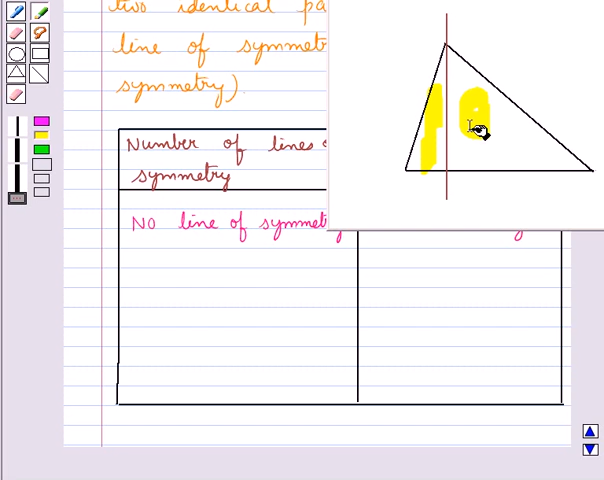 two identical pa
line of symmetr
symmetry).
Number of lines
symmetry
NO line of symmetry